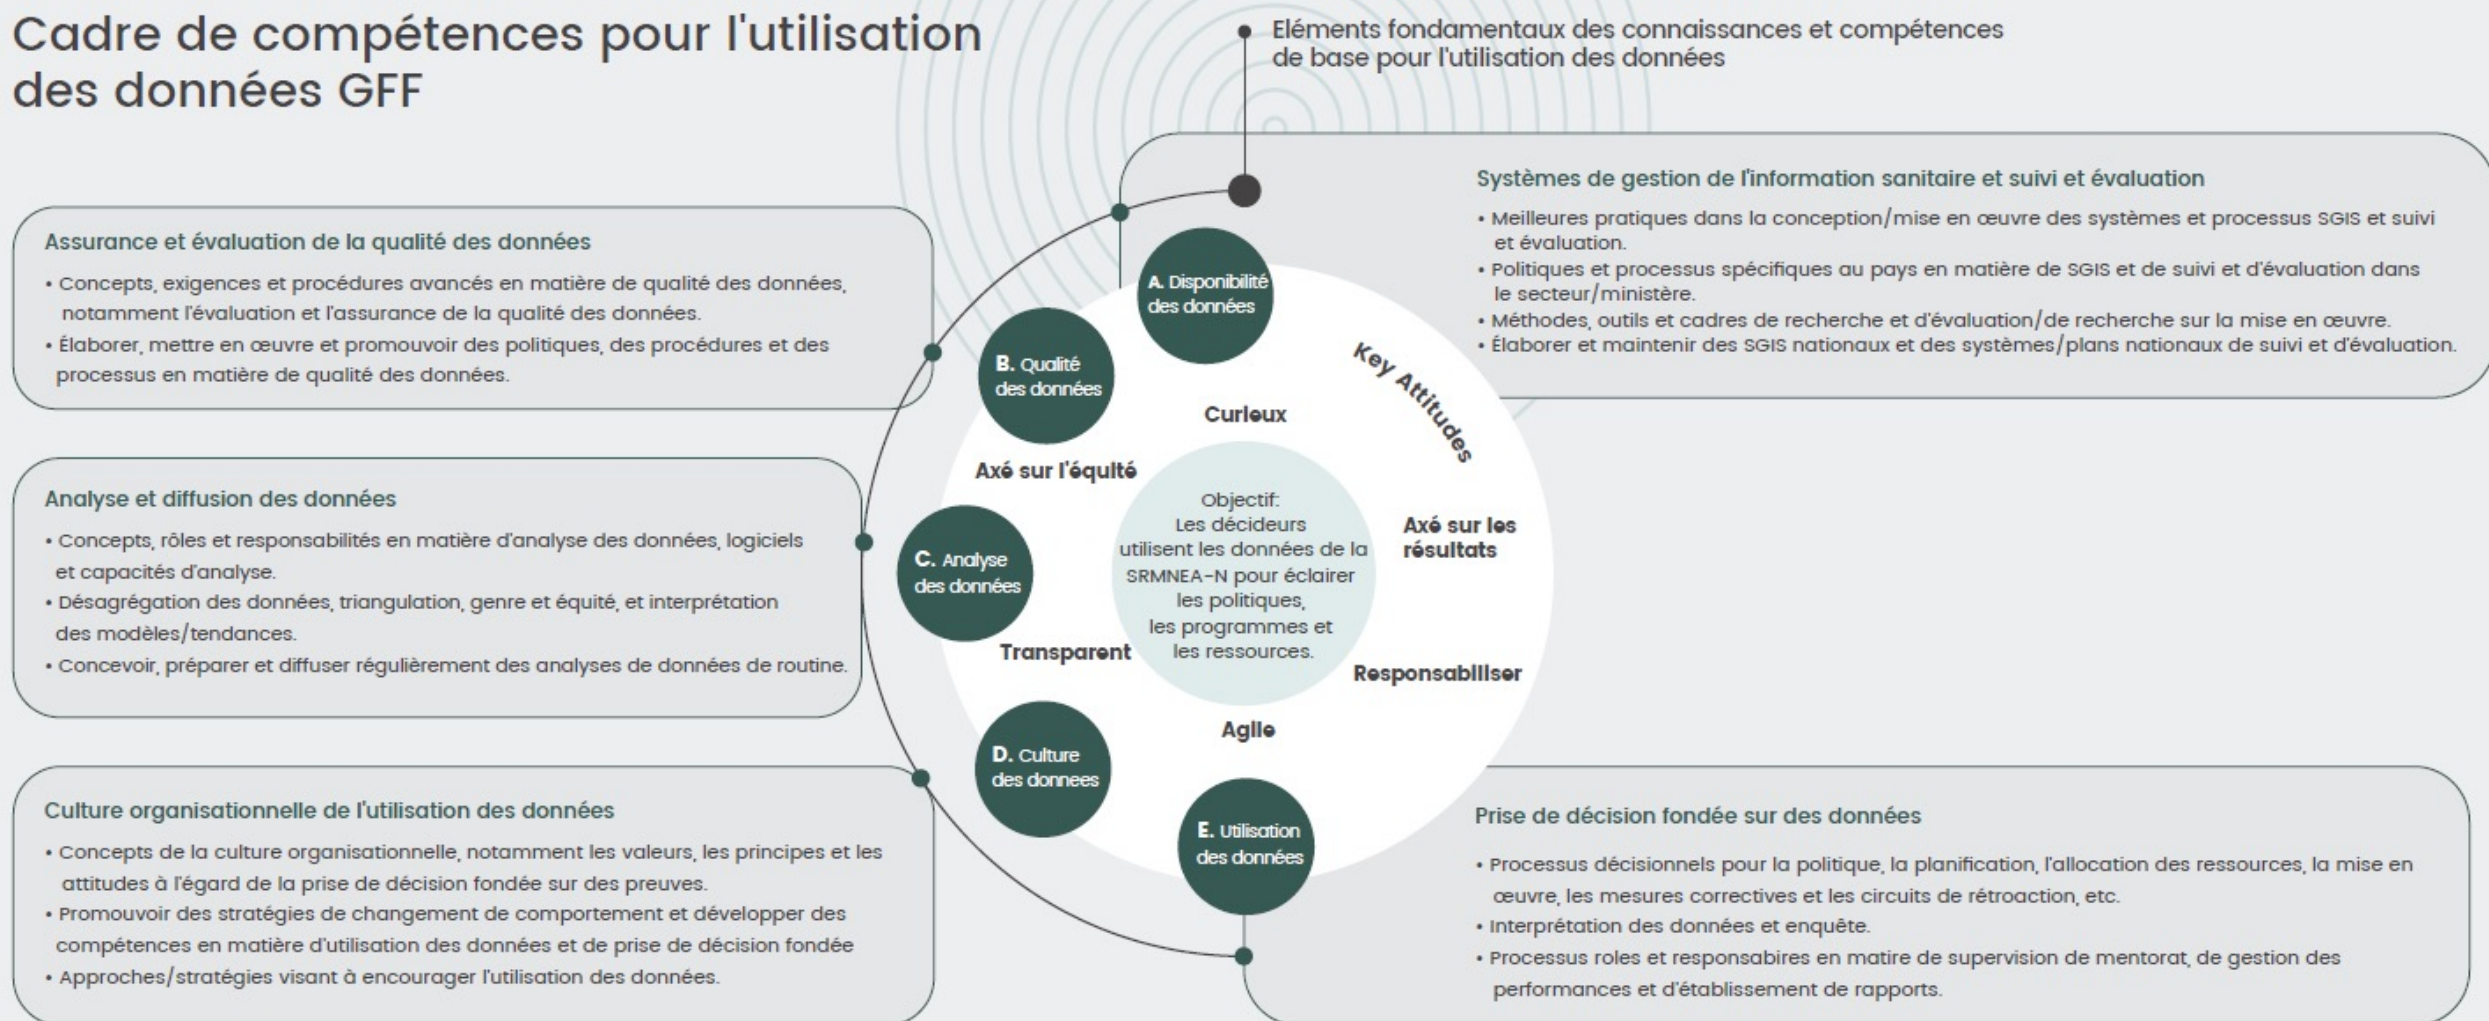 Cadre de compétences pour l'utilisation
des données GFF
Eléments fondamentaux des connaissances et compétences
de base pour l'utilisation des données
Systèmes de gestion de l'information sanitaire et suivi et évaluation
• Meilleures pratiques dans la conception/mise en œuvre des systèmes et processus SGIS et suivi
et évaluation.
• Politiques et processus spécifiques au pays en matière de SGIS et de suivi et d'évaluation dans
le secteur/ministère.
• Méthodes, outils et cadres de recherche et d'évaluation/de recherche sur la mise en œuvre.
• Élaborer et maintenir des SGIS nationaux et des systèmes/plans nationaux de suivi et d'évaluation.
Assurance et évaluation de la qualité des données
• Concepts, exigences et procédures avancés en matière de qualité des données,
notamment l'évaluation et l'assurance de la qualité des données.
• Élaborer, mettre en œuvre et promouvoir des politiques, des procédures et des
processus en matière de qualité des données.
Analyse et diffusion des données
• Concepts, rôles et responsabilités en matière d'analyse des données, logiciels
et capacités d'analyse.
• Désagrégation des données, triangulation, genre et équité, et interprétation
des modèles/tendances.
• Concevoir, préparer et diffuser régulièrement des analyses de données de routine.
Culture organisationnelle de l'utilisation des données
• Concepts de la culture organisationnelle, notamment les valeurs, les principes et les
attitudes à l'égard de la prise de décision fondée sur des preuves.
• Promouvoir des stratégies de changement de comportement et développer des
compétences en matière d'utilisation des données et de prise de décision fondée
• Approches/stratégies visant à encourager l'utilisation des données.
A. Disponibilité
des données
B. Qualité
des données
C. Analyse
des données
D. Culture
des donnees
E. Utilisation
des données
Key Attitudes
Curieux
Axé sur l'équité
Axé sur les
résultats
Transparent
Responsabiliser
Agile
Objectif:
Les décideurs
utilisent les données de la
SRMNEA-N pour éclairer
les politiques,
les programmes et
les ressources.
Prise de décision fondée sur des données
• Processus décisionnels pour la politique, la planification, l'allocation des ressources, la mise en
œuvre, les mesures correctives et les circuits de rétroaction, etc.
• Interprétation des données et enquête.
• Processus roles et responsabires en matire de supervision de mentorat, de gestion des
performances et d'établissement de rapports.